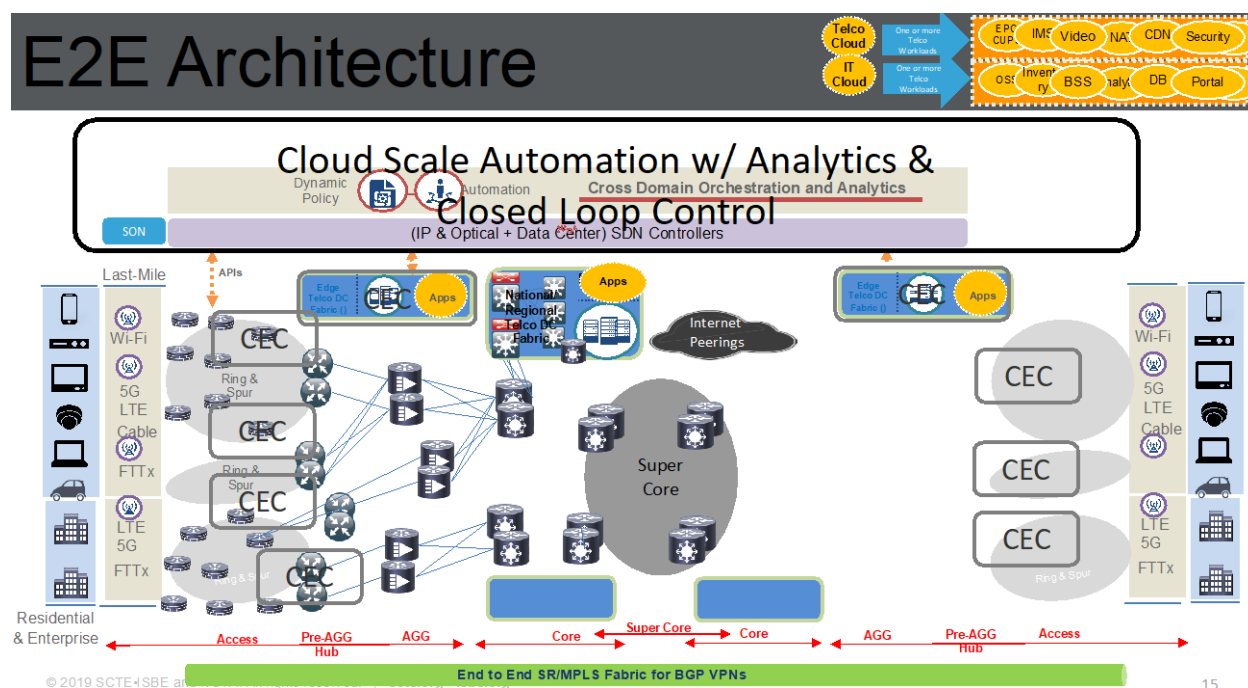 E2E Architecture
Telco
Cloud
One or more
Telco
Workloads
IMS
Video
CDN
Security
IT
Cloud
One or more
Telco
Workloads
OSS
Invent
ry
BSS
DB
Portal
Cloud Scale Automation w/ Analytics &
Closed Loop Control
Dynamic
Policy
Automation
Cross Domain Orchestration and Analytics
SON
(IP & Optical + Data Center) SDN Controllers
Last-Mile
APIs
Edge
Telco DC
Fabric ()
CEC
Apps
National/
Regional
Telco DC
Fabric
Apps
Internet
Peerings
Edge
Telco DC
Fabric ()
CEC
Apps
Wi-Fi
5G
LTE
Cable
FTTx
LTE
5G
FTTx
CEC
Ring &
Spur
CEC
Ring &
Spur
CEC
CEC
Ring & Spur
Super
Core
CEC
CEC
CEC
Ring & Spur
Wi-Fi
5G
LTE
Cable
FTTx
LTE
5G
FTTx
Residential
& Enterprise
Access
Pre-AGG
Hub
AGG
Core
Super Core
Core
AGG
Pre-AGG
Hub
Access
End to End SR/MPLS Fabric for BGP VPNs
© 2019 SCTE•ISBE
15